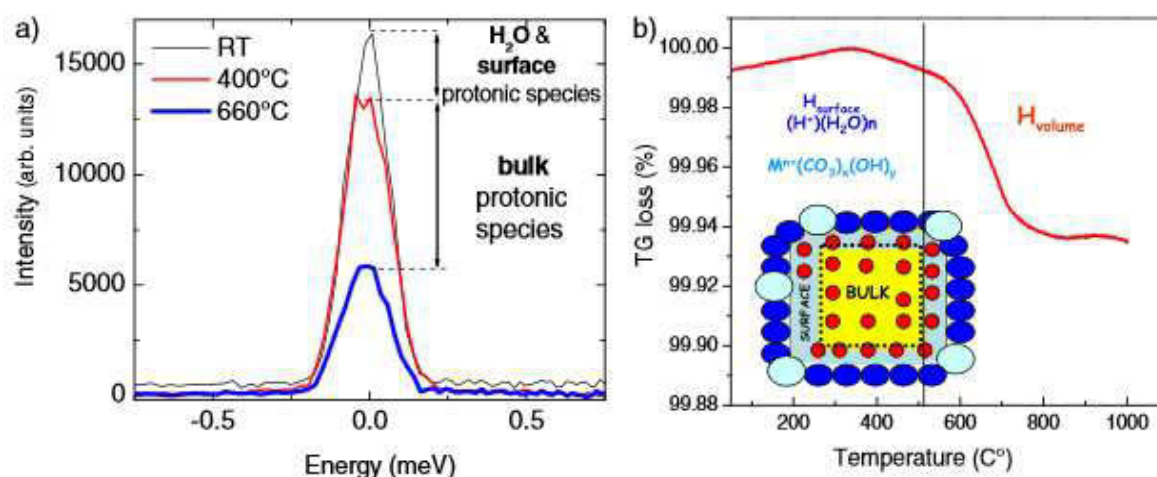 a)
RT
400°C
660°C
H2O &
surface
protonic species
bulk
protonic
species
15000
10000
5000
0
Intensity (arb. units)
-0.5
0.0
0.5
Energy (meV)
b)
100.00
99.98
99.96
99.94
99.92
99.90
99.88
TG loss (%)
Hsurface
(H⁺)(H2O)n
Hvolume
Mⁿ⁺(CO3)x(OH)y
SURFACE
BULK
200
400
600
800
1000
Temperature (C°)